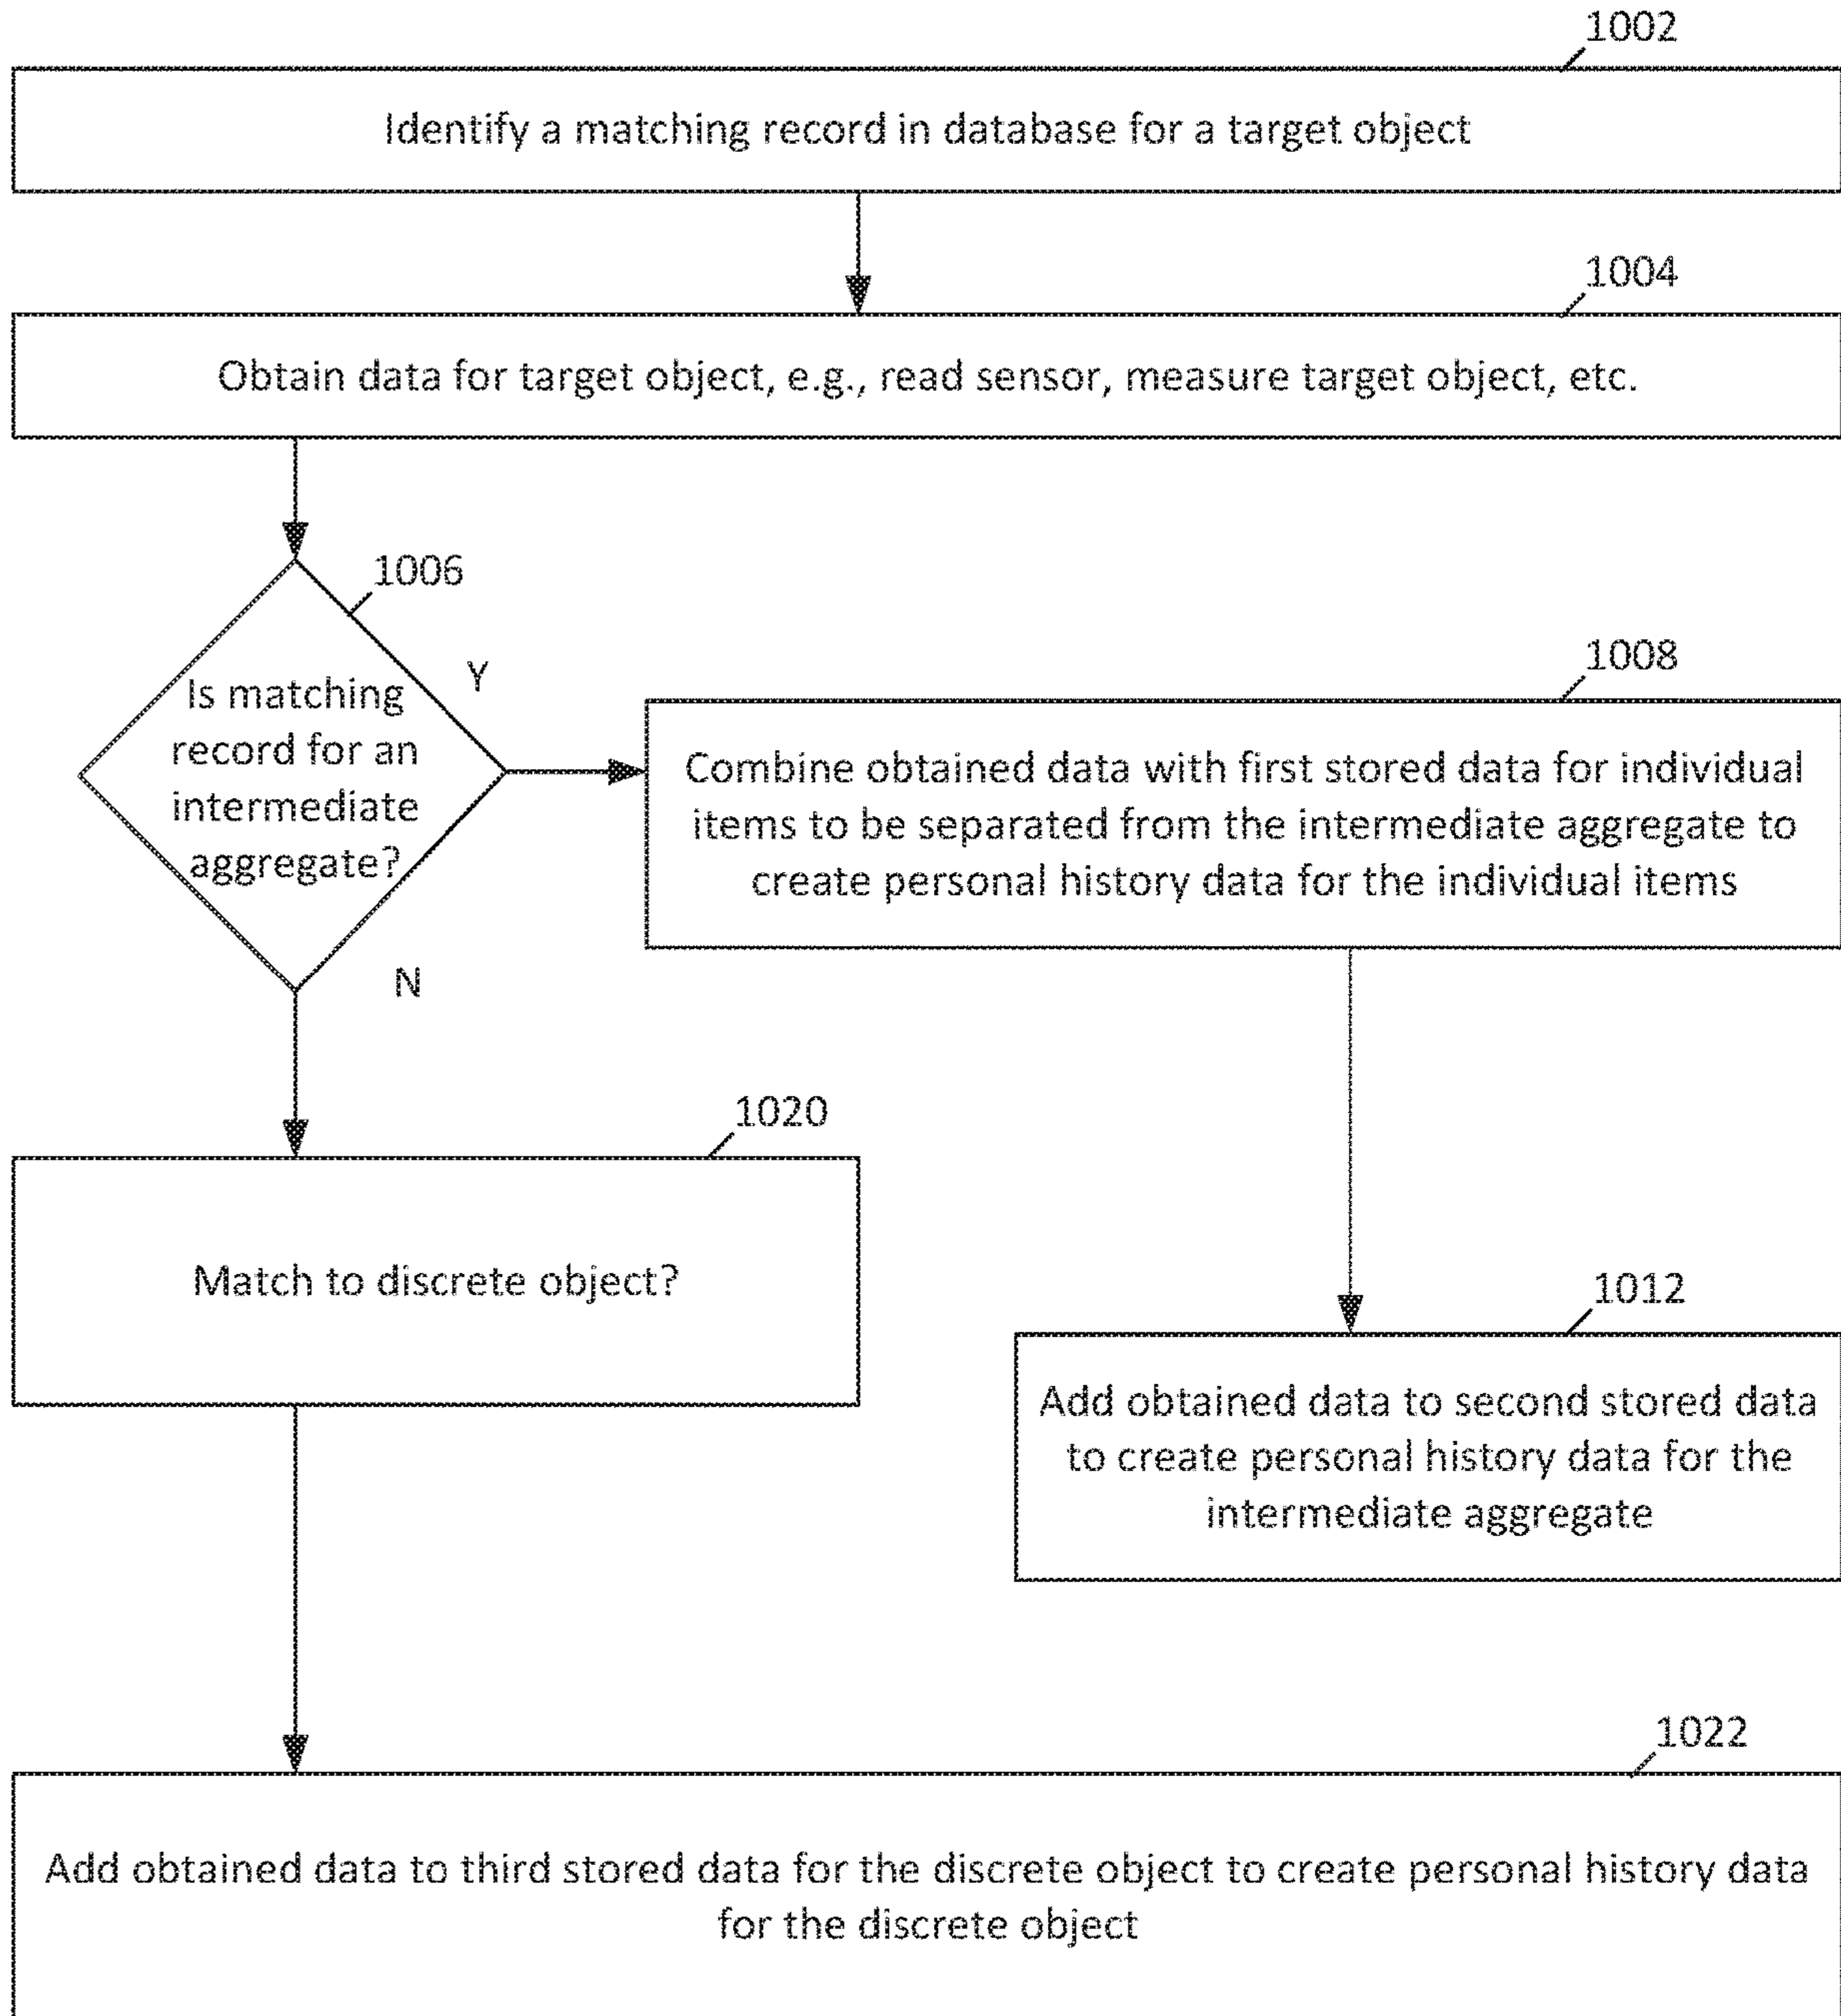 1002
Identify a matching record in database for a target object
1004
Obtain data for target object, e.g., read sensor, measure target object, etc.
1006
Is matching
record for an
intermediate
aggregate?
Y
N
1008
Combine obtained data with first stored data for individual
items to be separated from the intermediate aggregate to
create personal history data for the individual items
1020
Match to discrete object?
1012
Add obtained data to second stored data
to create personal history data for the
intermediate aggregate
1022
Add obtained data to third stored data for the discrete object to create personal history data
for the discrete object